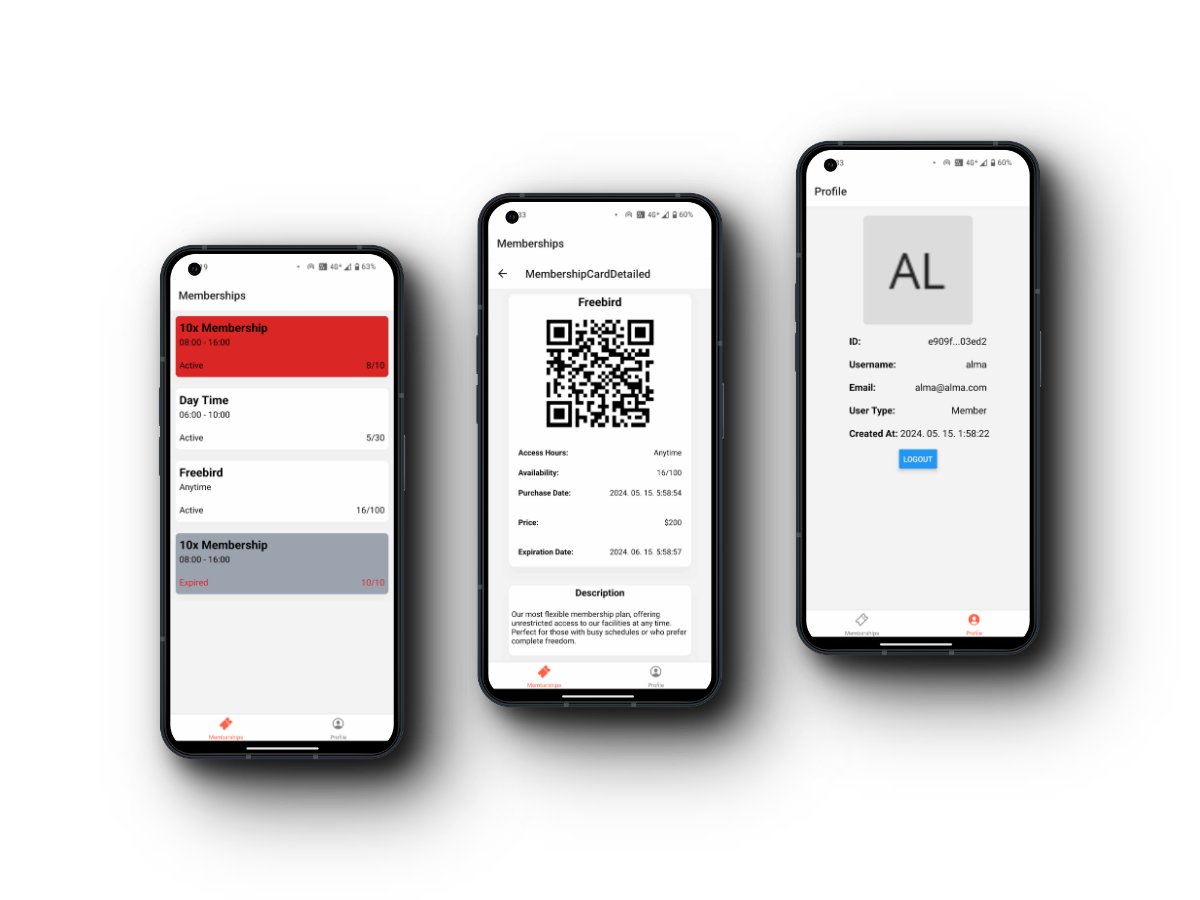 9 4G+ 63%
Memberships
10x Membership
08:00 - 16:00
Active 8/10
Day Time
06:00 - 10:00
Active 5/30
Freebird
Anytime
Active 16/100
10x Membership
08:00 - 16:00
Expired 10/10
Memberships Profile
33 4G+ 60%
Memberships
MembershipCardDetailed
Freebird
Access Hours: Anytime
Availability: 16/100
Purchase Date: 2024. 05. 15. 5:58:54
Price: $200
Expiration Date: 2024. 06. 15. 5:58:57
Description
Our most flexible membership plan, offering
unrestricted access to our facilities at any time.
Perfect for those with busy schedules or who prefer
complete freedom.
Memberships Profile
33 4G+ 60%
Profile
AL
ID: e909f...03ed2
Username: alma
Email: alma@alma.com
User Type: Member
Created At: 2024. 05. 15. 1:58:22
LOGOUT
Memberships Profile